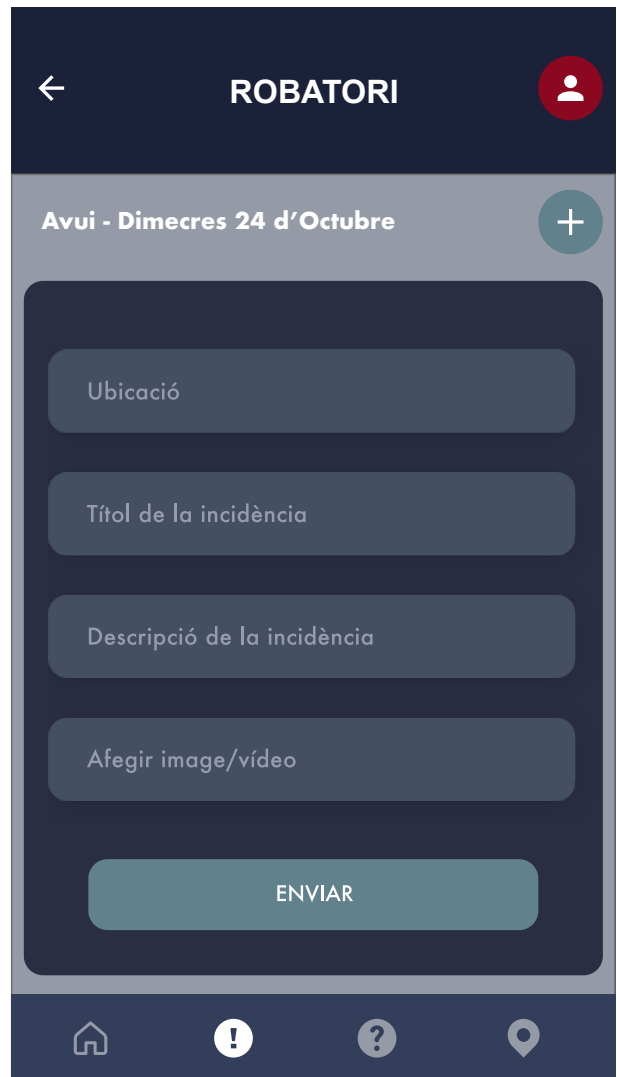 ROBATORI
Avui - Dimecres 24 d’Octubre
Ubicació
Títol de la incidència
Descripció de la incidència
Afegir image/vídeo
ENVIAR